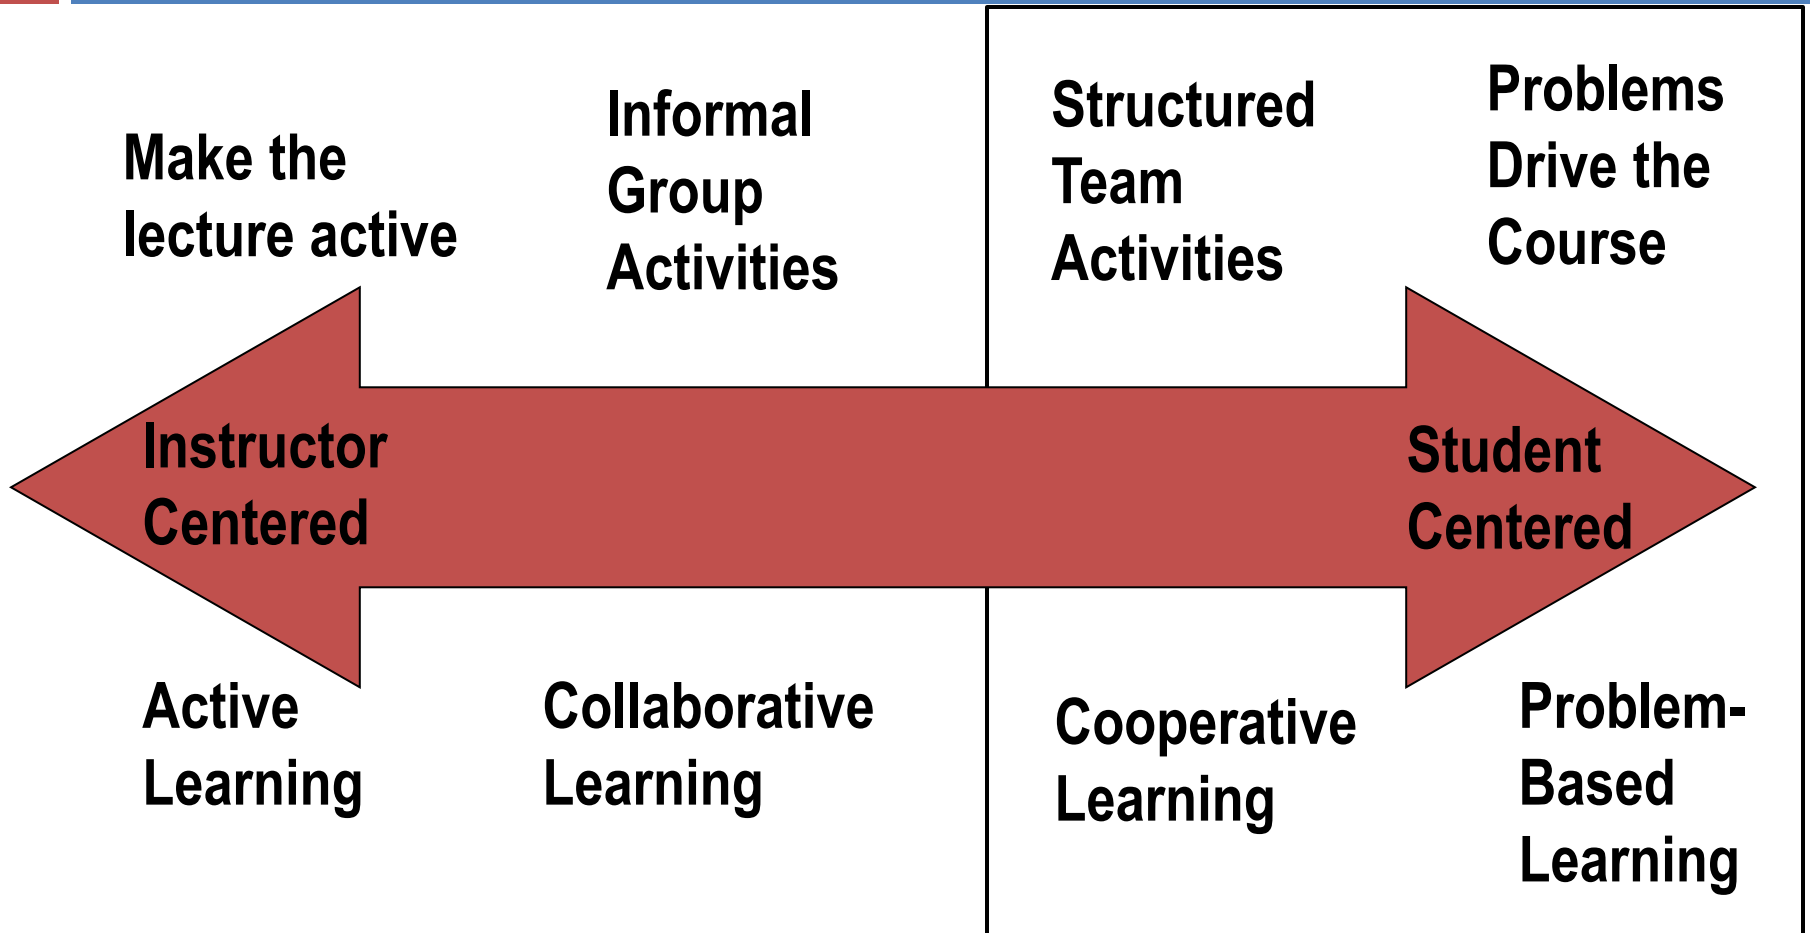 Make the
lecture active
Informal
Group
Activities
Structured
Team
Activities
Problems
Drive the
Course
Instructor
Centered
Student
Centered
Active
Learning
Collaborative
Learning
Cooperative
Learning
Problem-
Based
Learning